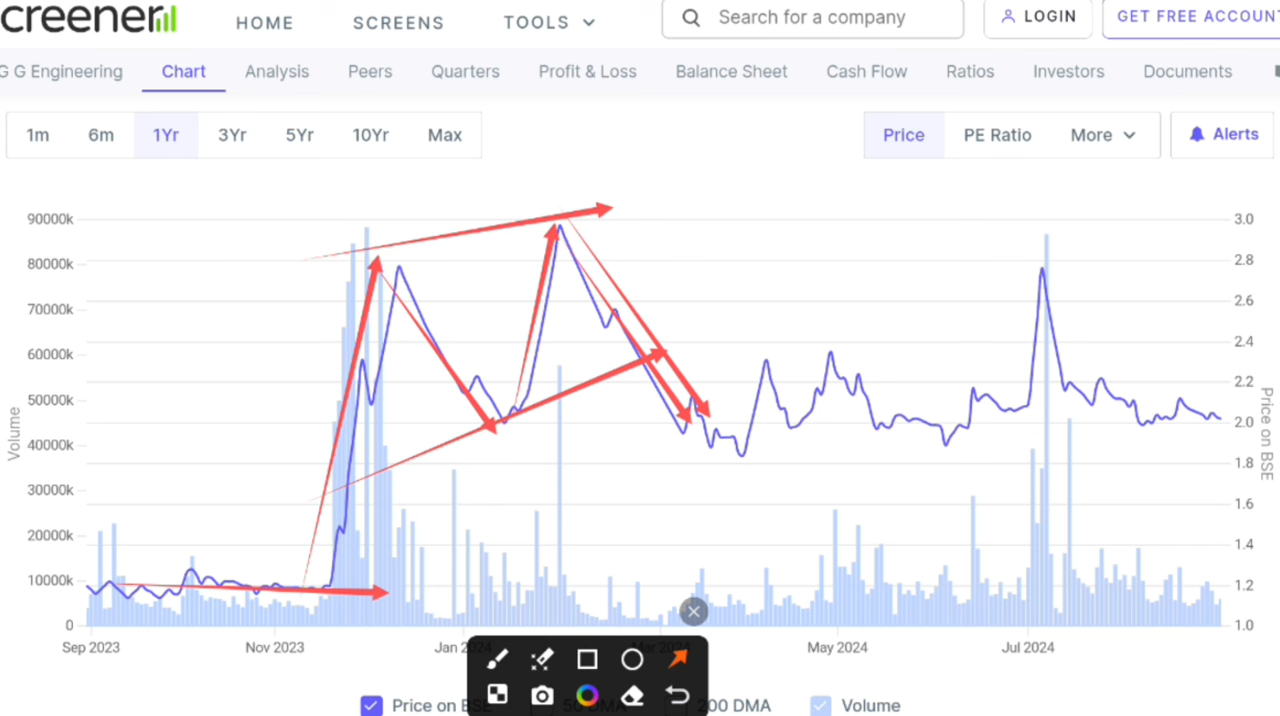 creener
HOME SCREENS TOOLS Search for a company LOGIN GET FREE ACCOUNT
G G Engineering Chart Analysis Peers Quarters Profit & Loss Balance Sheet Cash Flow Ratios Investors Documents
1m 6m 1Yr 3Yr 5Yr 10Yr Max Price PE Ratio More Alerts
90000k 3.0
80000k 2.8
70000k 2.6
60000k 2.4
50000k 2.2
40000k 2.0
30000k 1.8
20000k 1.6
10000k 1.4
0 1.2
1.0
Volume
Price on BSE
Sep 2023 Nov 2023 Jan 2024 Mar 2024 May 2024 Jul 2024
Price on BSE 50 DMA 200 DMA Volume